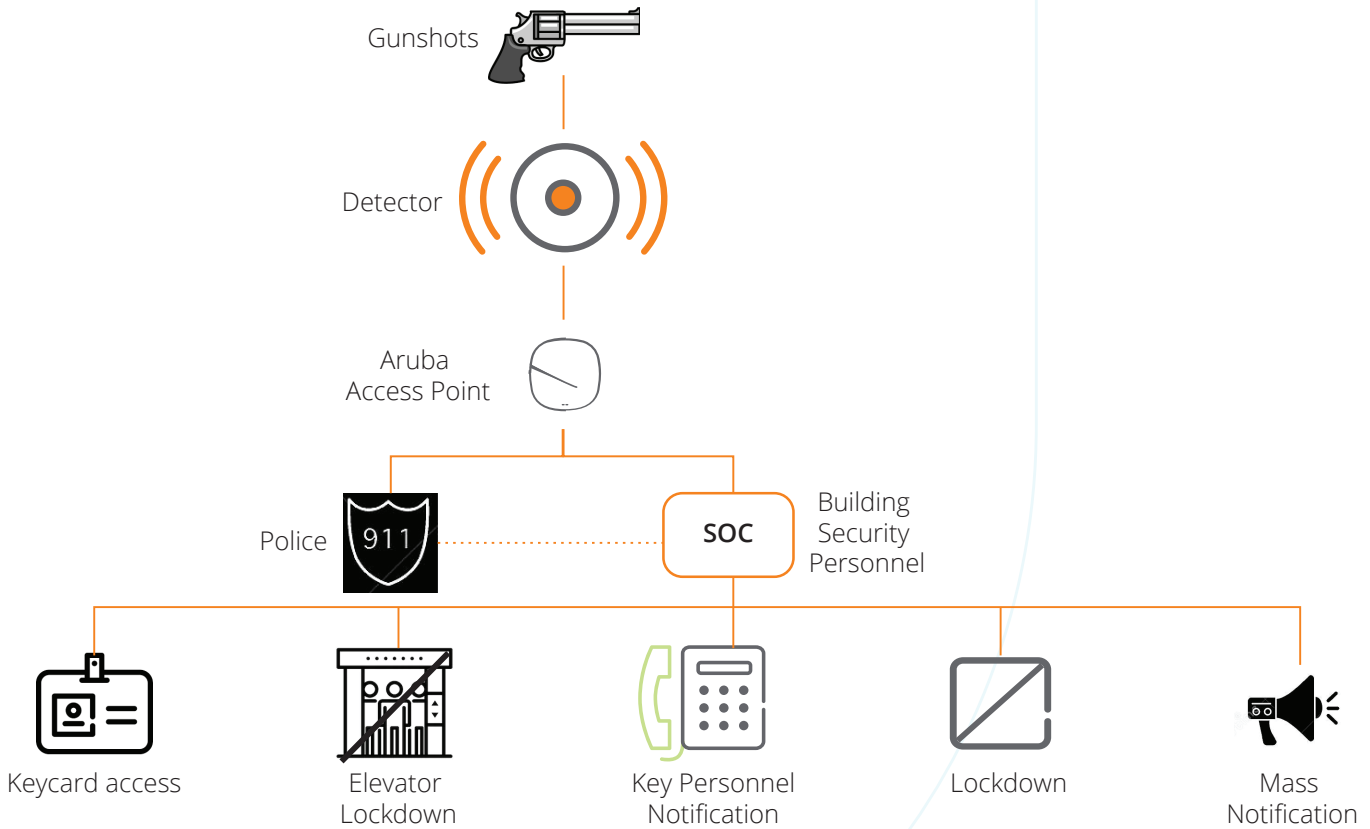 Gunshots
Detector
Aruba
Access Point
Police
911
SOC
Building
Security
Personnel
Keycard access
Elevator
Lockdown
Key Personnel
Notification
Lockdown
Mass
Notification